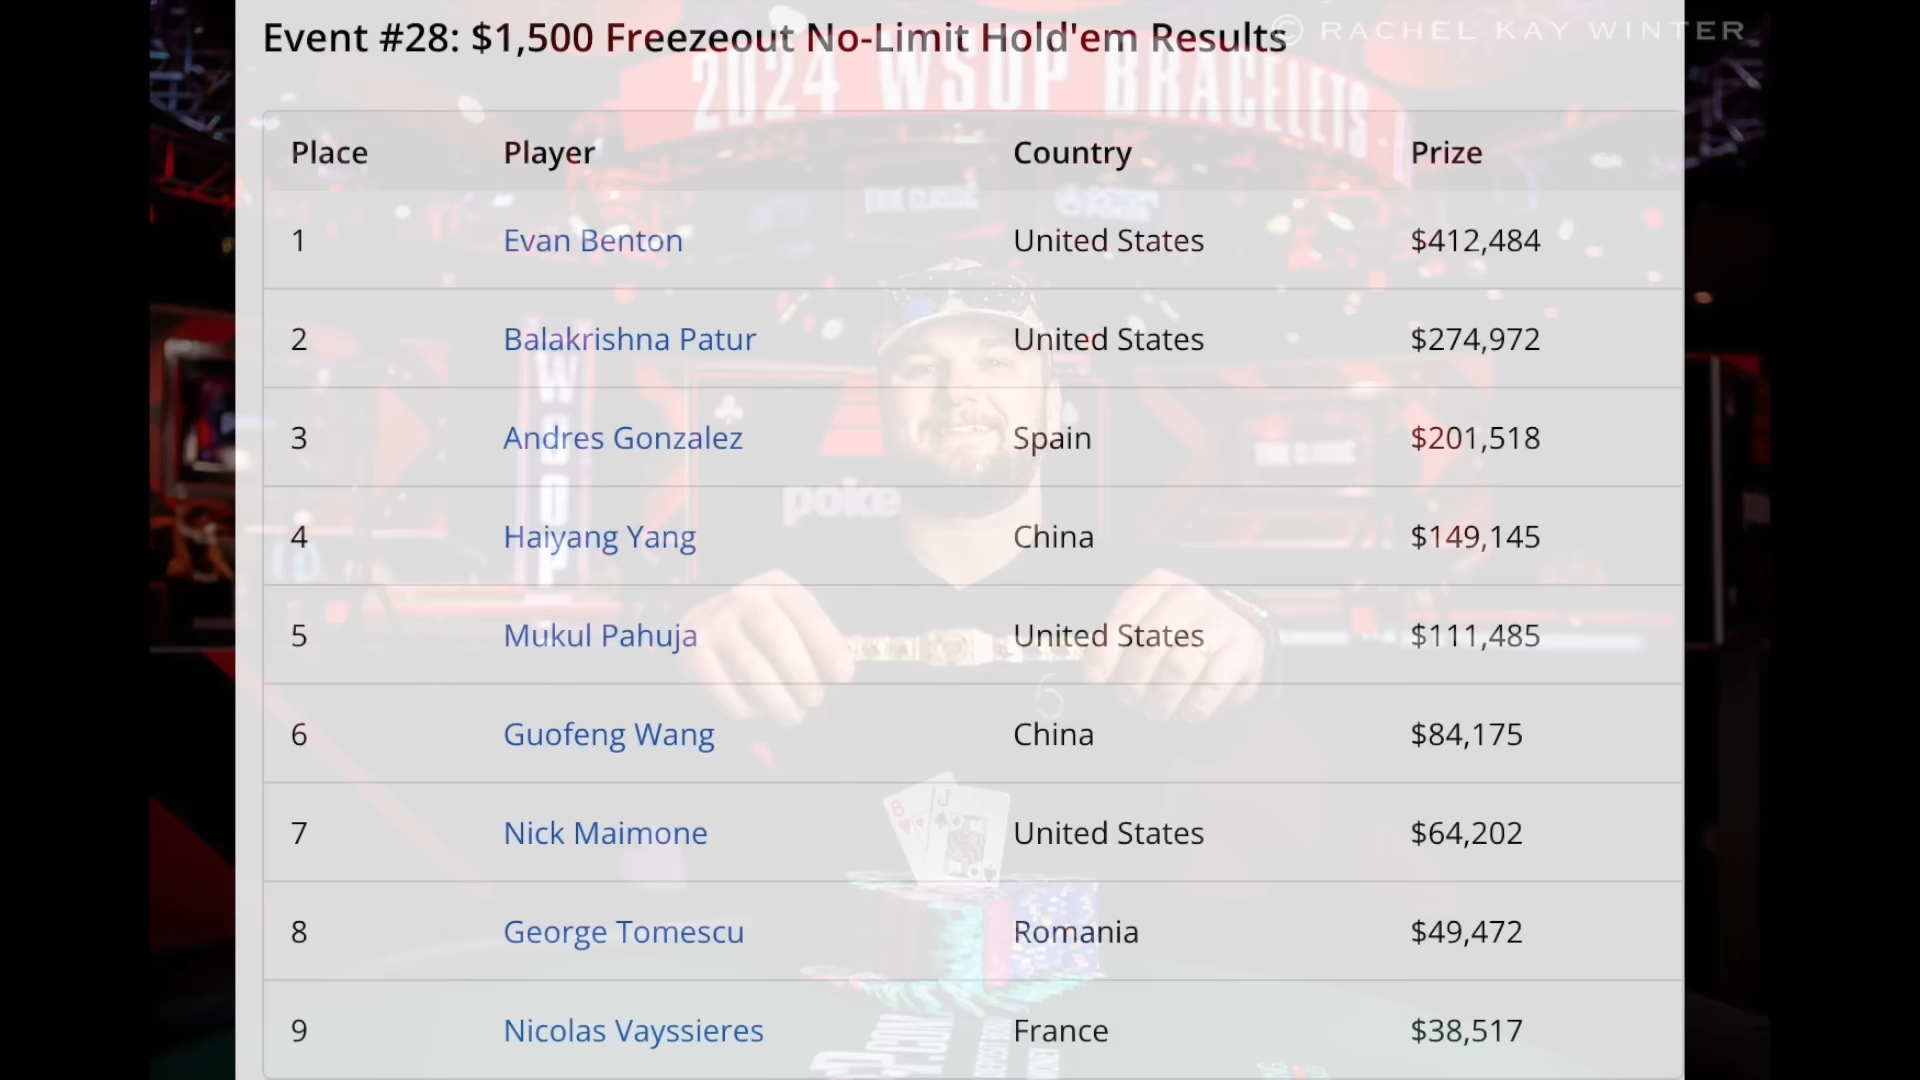 Event #28: $1,500 Freezeout No-Limit Hold'em Results
© RACHEL KAY WINTER
2024 WSOP BRACELETS
Place Player Country Prize
1 Evan Benton United States $412,484
2 Balakrishna Patur United States $274,972
3 Andres Gonzalez Spain $201,518
4 Haiyang Yang China $149,145
5 Mukul Pahuja United States $111,485
6 Guofeng Wang China $84,175
7 Nick Maimone United States $64,202
8 George Tomescu Romania $49,472
9 Nicolas Vayssieres France $38,517
WSOP
poke
8
J